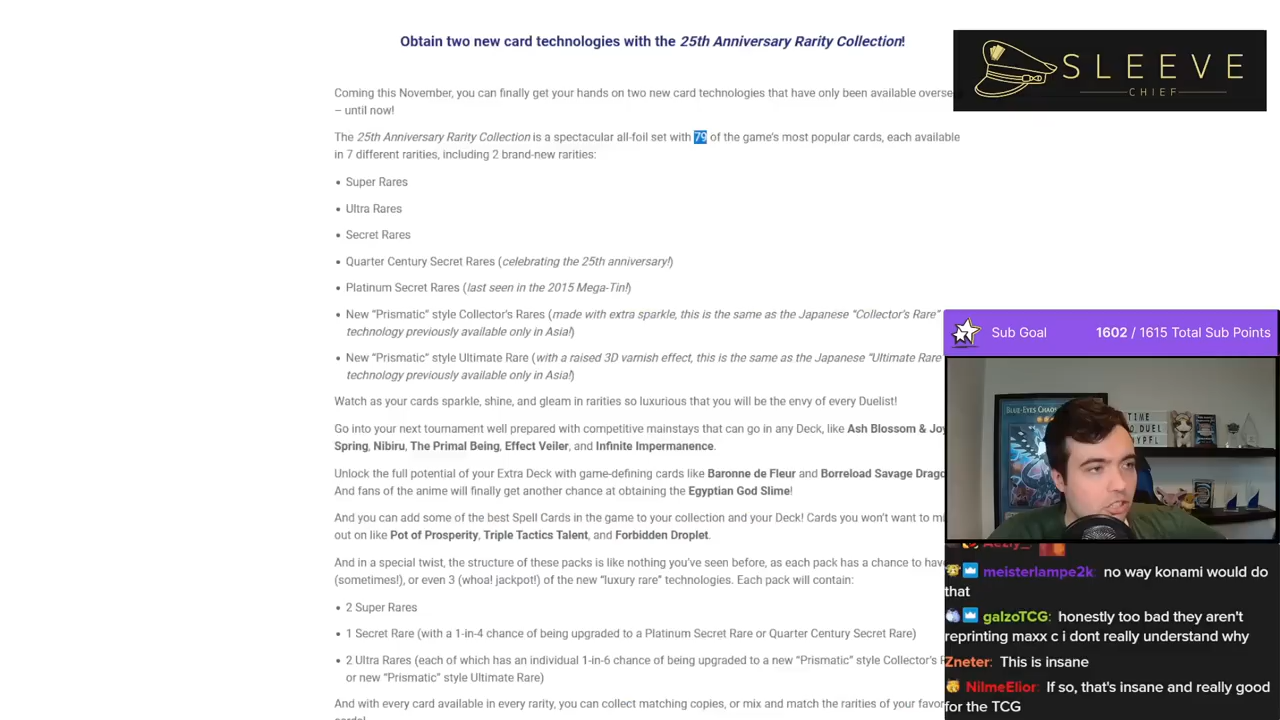 Obtain two new card technologies with the 25th Anniversary Rarity Collection!
Coming this November, you can finally get your hands on two new card technologies that have only been available overse
– until now!
The 25th Anniversary Rarity Collection is a spectacular all-foil set with 79 of the game's most popular cards, each available
in 7 different rarities, including 2 brand-new rarities:
• Super Rares
• Ultra Rares
• Secret Rares
• Quarter Century Secret Rares (celebrating the 25th anniversary!)
• Platinum Secret Rares (last seen in the 2015 Mega-Tin!)
• New "Prismatic" style Collector's Rares (made with extra sparkle, this is the same as the Japanese "Collector's Rare"
technology previously available only in Asia!)
• New "Prismatic" style Ultimate Rare (with a raised 3D varnish effect, this is the same as the Japanese "Ultimate Rare
technology previously available only in Asia!)
Watch as your cards sparkle, shine, and gleam in rarities so luxurious that you will be the envy of every Duelist!
Go into your next tournament well prepared with competitive mainstays that can go in any Deck, like Ash Blossom & Joy
Spring, Nibiru, The Primal Being, Effect Veiler, and Infinite Impermanence.
Unlock the full potential of your Extra Deck with game-defining cards like Baronne de Fleur and Borreload Savage Drago
And fans of the anime will finally get another chance at obtaining the Egyptian God Slime!
And you can add some of the best Spell Cards in the game to your collection and your Deck! Cards you won't want to mi
out on like Pot of Prosperity, Triple Tactics Talent, and Forbidden Droplet.
And in a special twist, the structure of these packs is like nothing you've seen before, as each pack has a chance to hav
(sometimes!), or even 3 (whoa! jackpot!) of the new "luxury rare" technologies. Each pack will contain:
• 2 Super Rares
• 1 Secret Rare (with a 1-in-4 chance of being upgraded to a Platinum Secret Rare or Quarter Century Secret Rare)
• 2 Ultra Rares (each of which has an individual 1-in-6 chance of being upgraded to a new "Prismatic" style Collector's R
or new "Prismatic" style Ultimate Rare)
And with every card available in every rarity, you can collect matching copies, or mix and match the rarities of your favor
SLEEVE
CHIEF
Sub Goal 1602 / 1615 Total Sub Points
BLUE-EYES CHAOS
TIME
DUEL
meisterlampe2k: no way konami would do
that
galzoTCG: honestly too bad they aren't
reprinting maxx c i dont really understand why
Zneter: This is insane
NilmeElior: If so, that's insane and really good
for the TCG